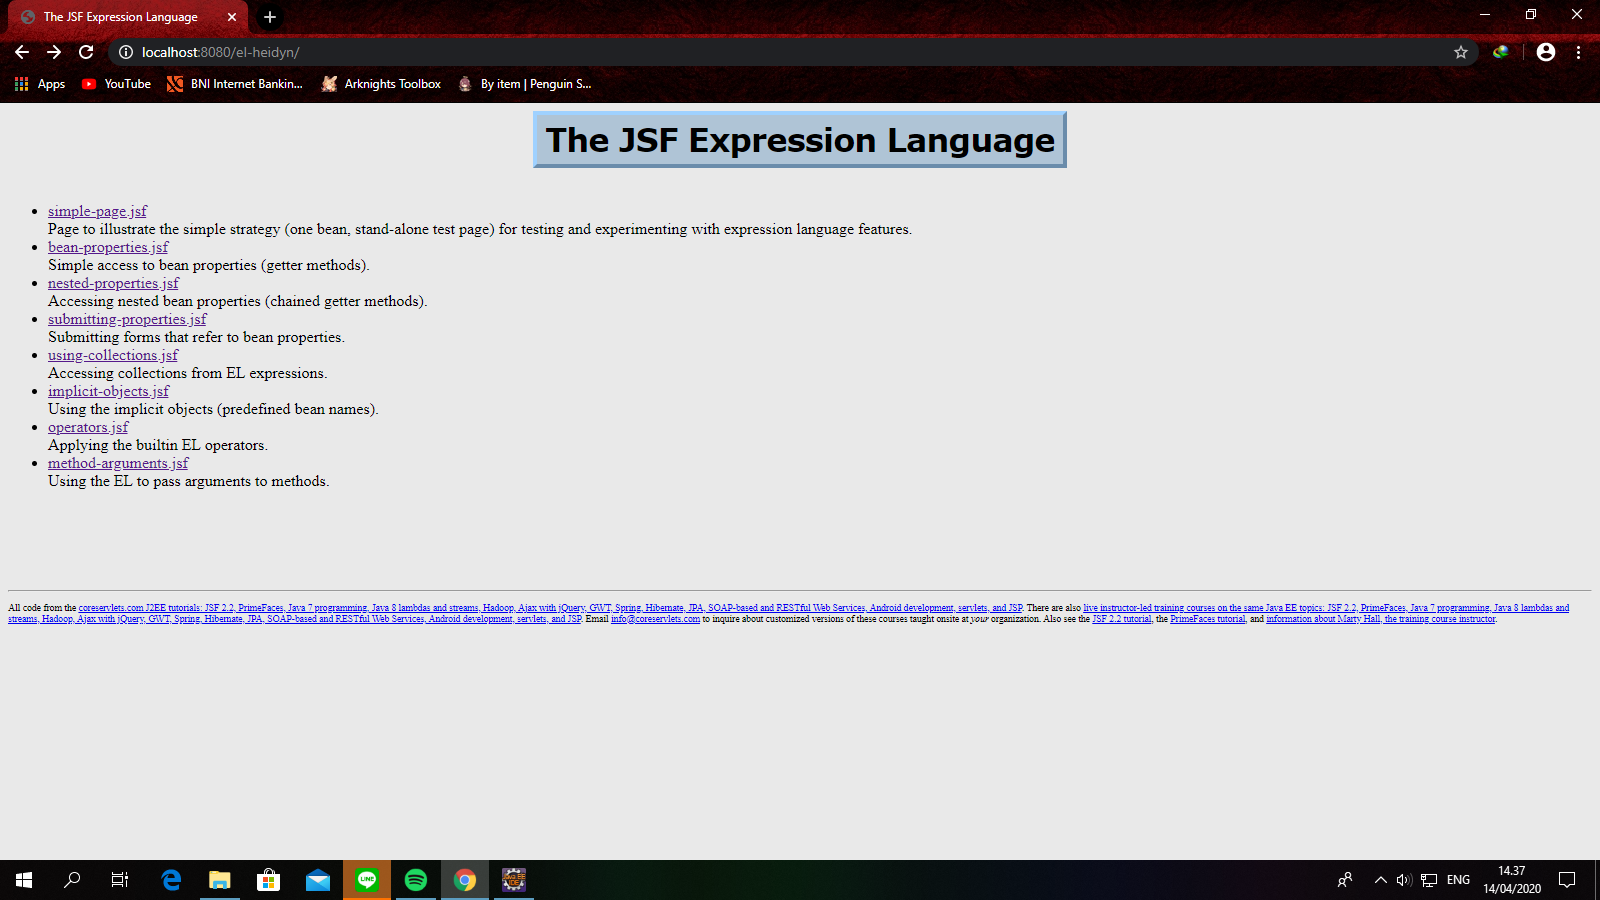 The JSF Expression Language
localhost:8080/el-heidyn/
Apps YouTube BNI Internet Bankin... Arknights Toolbox By item | Penguin S...
The JSF Expression Language
simple-page.jsf
Page to illustrate the simple strategy (one bean, stand-alone test page) for testing and experimenting with expression language features.
bean-properties.jsf
Simple access to bean properties (getter methods).
nested-properties.jsf
Accessing nested bean properties (chained getter methods).
submitting-properties.jsf
Submitting forms that refer to bean properties.
using-collections.jsf
Accessing collections from EL expressions.
implicit-objects.jsf
Using the implicit objects (predefined bean names).
operators.jsf
Applying the builtin EL operators.
method-arguments.jsf
Using the EL to pass arguments to methods.
All code from the coreservlets.com J2EE tutorials: JSF 2.2, PrimeFaces, Java 7 programming, Java 8 lambdas and streams, Hadoop, Ajax with jQuery, GWT, Spring, Hibernate, JPA, SOAP-based and RESTful Web Services, Android development, servlets, and JSP. There are also live instructor-led training courses on the same Java EE topics: JSF 2.2, PrimeFaces, Java 7 programming, Java 8 lambdas and
streams, Hadoop, Ajax with jQuery, GWT, Spring, Hibernate, JPA, SOAP-based and RESTful Web Services, Android development, servlets, and JSP. Email info@coreservlets.com to inquire about customized versions of these courses taught onsite at your organization. Also see the JSF 2.2 tutorial, the PrimeFaces tutorial, and information about Marty Hall, the training course instructor.
LINE
Java EE
IDE
ENG
14.37
14/04/2020